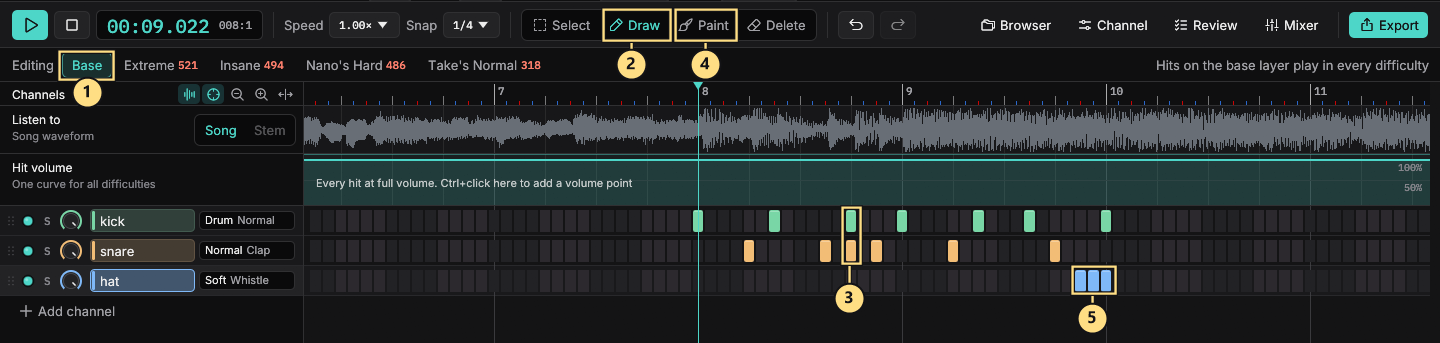 00:09.022 008:1 Speed 1.00× Snap 1/4 Select Draw Paint Delete Browser Channel Review Mixer Export
2 4
Editing Base Extreme 521 Insane 494 Nano's Hard 486 Take's Normal 318 Hits on the base layer play in every difficulty
1
Channels 7 8 9 10 11
Listen to
Song waveform
Song Stem
Hit volume
One curve for all difficulties
Every hit at full volume. Ctrl+click here to add a volume point
100%
50%
S kick Drum Normal
S snare Normal Clap
S hat Soft Whistle
3
5
+ Add channel